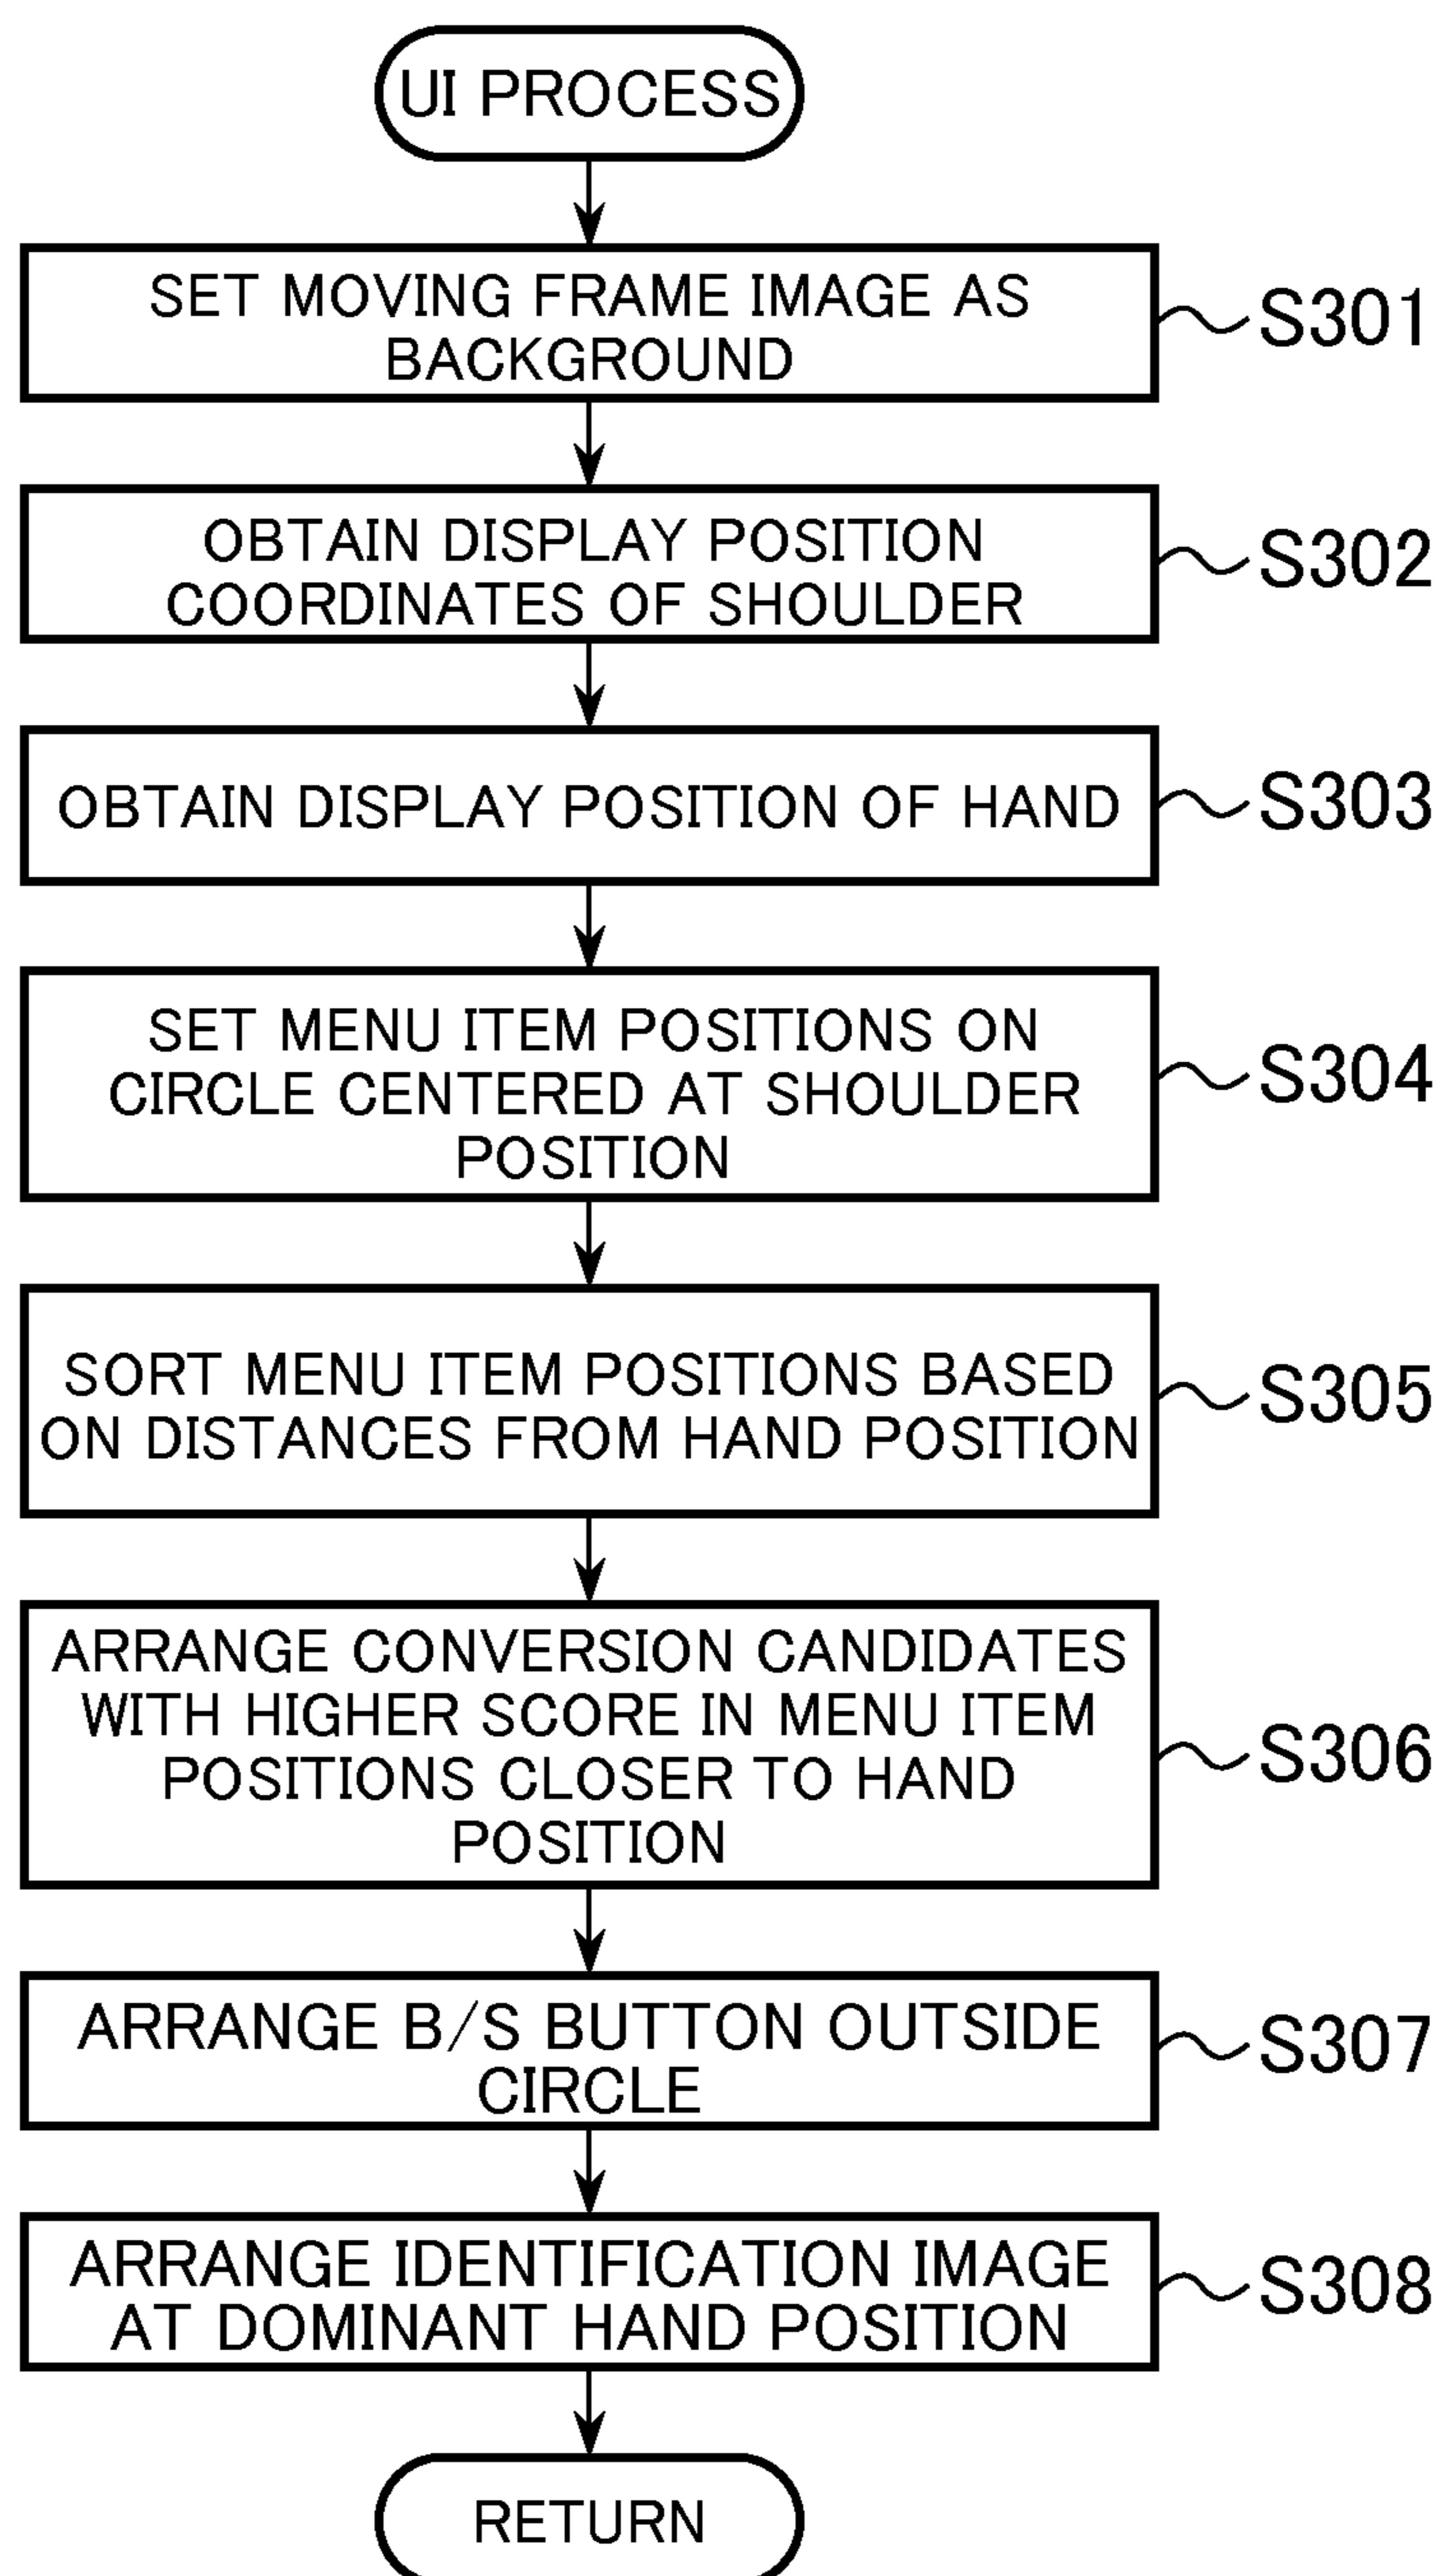 UI PROCESS
SET MOVING FRAME IMAGE AS
BACKGROUND
S301
OBTAIN DISPLAY POSITION
COORDINATES OF SHOULDER
S302
OBTAIN DISPLAY POSITION OF HAND
S303
SET MENU ITEM POSITIONS ON
CIRCLE CENTERED AT SHOULDER
POSITION
S304
SORT MENU ITEM POSITIONS BASED
ON DISTANCES FROM HAND POSITION
S305
ARRANGE CONVERSION CANDIDATES
WITH HIGHER SCORE IN MENU ITEM
POSITIONS CLOSER TO HAND
POSITION
S306
ARRANGE B/S BUTTON OUTSIDE
CIRCLE
S307
ARRANGE IDENTIFICATION IMAGE
AT DOMINANT HAND POSITION
S308
RETURN